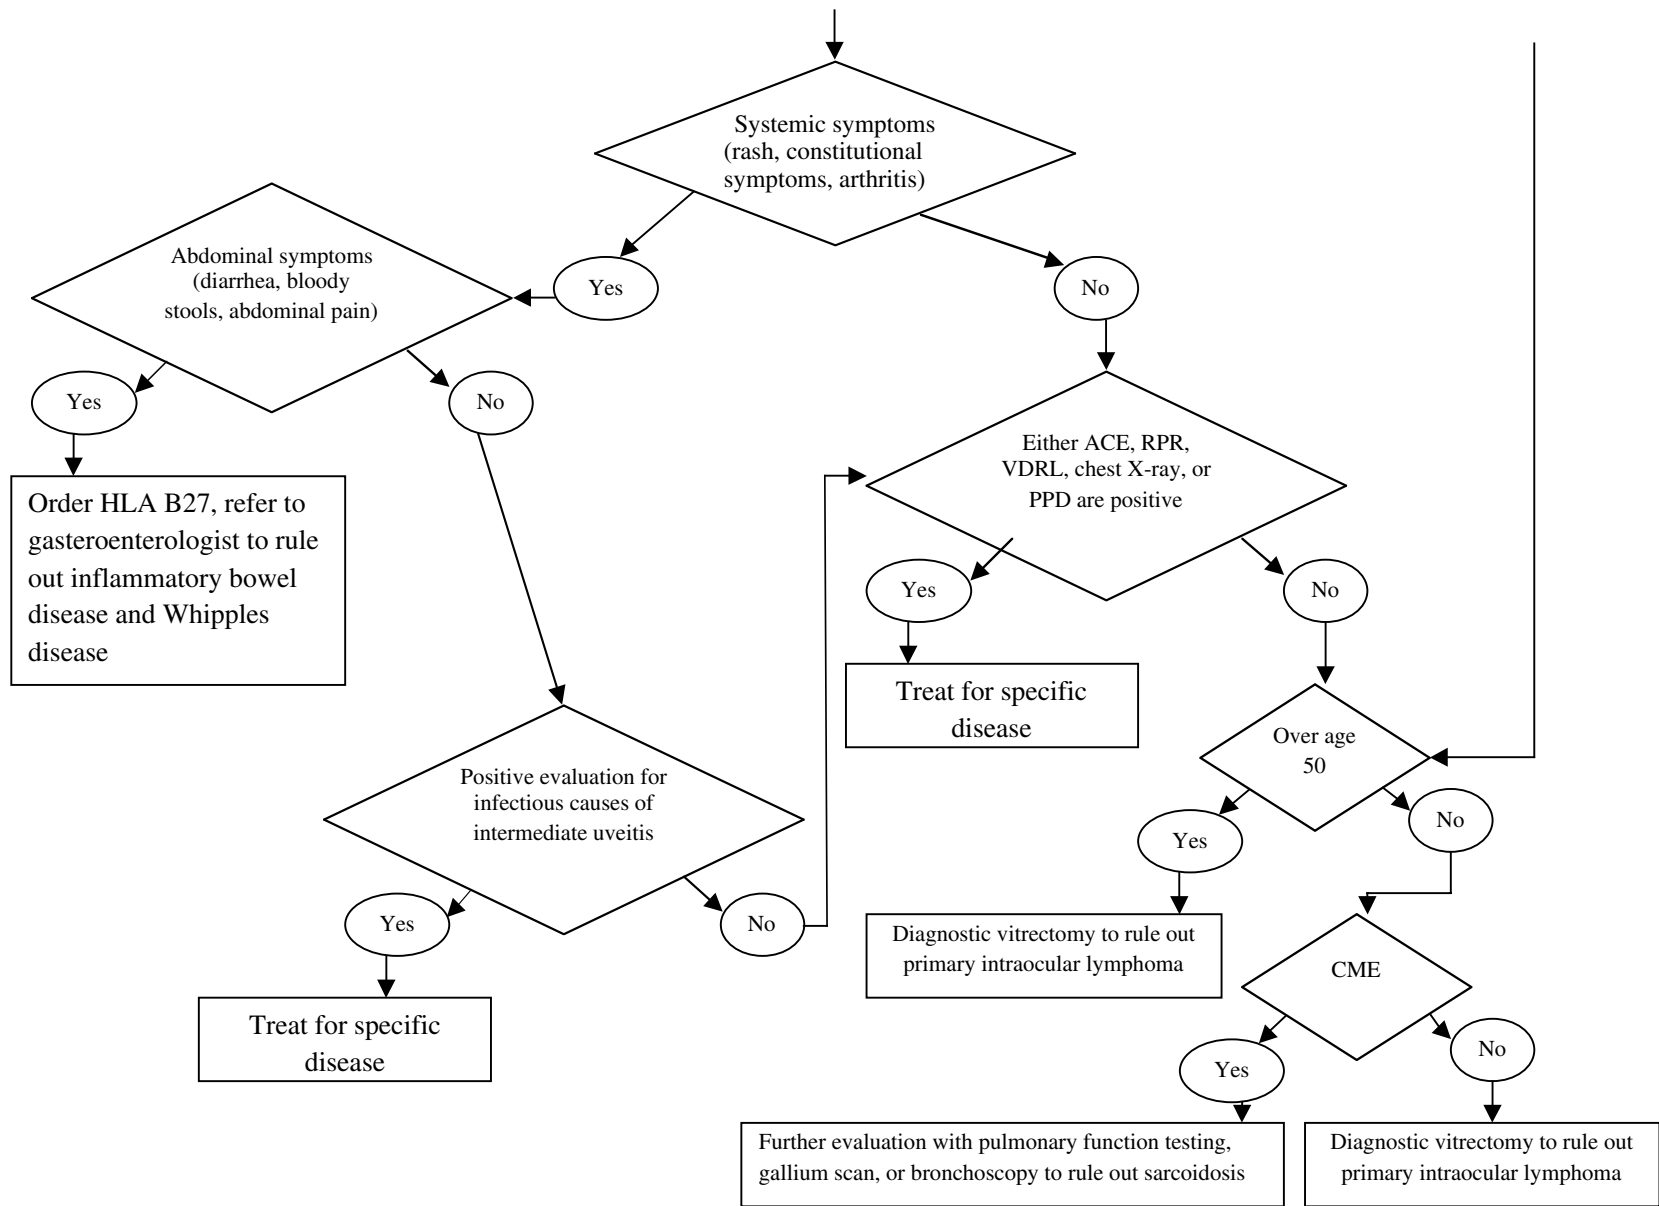 Systemic symptoms
(rash, constitutional
symptoms, arthritis)
Abdominal symptoms
(diarrhea, bloody
stools, abdominal pain)
Yes
No
Yes
No
Either ACE, RPR,
VDRL, chest X-ray, or
PPD are positive
Order HLA B27, refer to
gasteroenterologist to rule
out inflammatory bowel
disease and Whipples
disease
Yes
No
Treat for specific
disease
Over age
50
Positive evaluation for
infectious causes of
intermediate uveitis
Yes
No
Yes
No
Diagnostic vitrectomy to rule out
primary intraocular lymphoma
CME
Treat for specific
disease
Yes
No
Further evaluation with pulmonary function testing,
gallium scan, or bronchoscopy to rule out sarcoidosis
Diagnostic vitrectomy to rule out
primary intraocular lymphoma